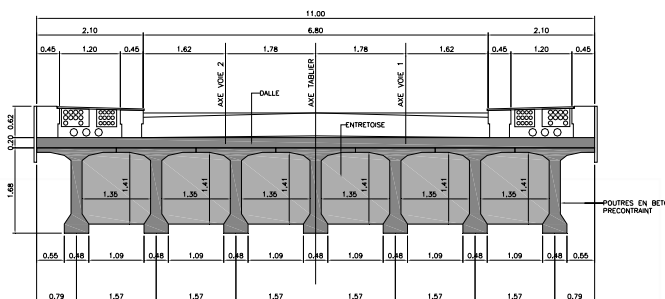 11.00
2.10 6.80 2.10
0.45 1.20 0.45 1.62 1.78 1.78 1.62 0.45 1.20 0.45
AXE VOIE 2
AXE TABLIER
AXE VOIE 1
DALLE
0.62
ENTRETOISE
0.20
1.68
1.41 1.41 1.41 1.41 1.41 1.41
1.35 1.35 1.35 1.35 1.35 1.35
POUTRES EN BETO
PRECONTRAINT
0.55 0.48 1.09 0.48 1.09 0.48 1.09 0.48 1.09 0.48 1.09 0.48 1.09 0.48 0.55
0.79 1.57 1.57 1.57 1.57 1.57 1.57 0.79